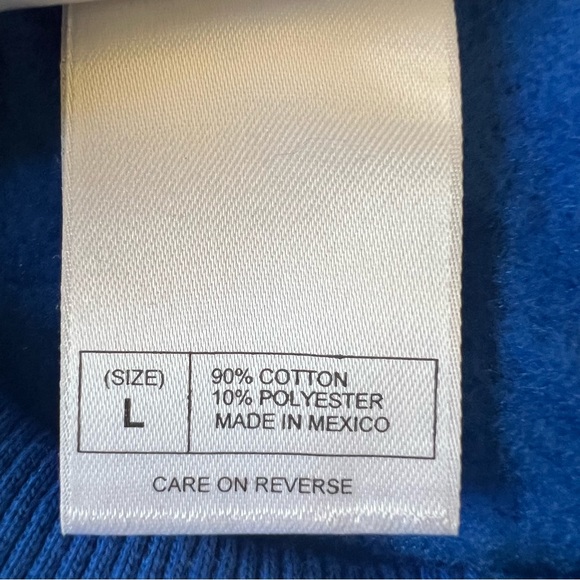 (SIZE)
L
90% COTTON
10% POLYESTER
MADE IN MEXICO
CARE ON REVERSE